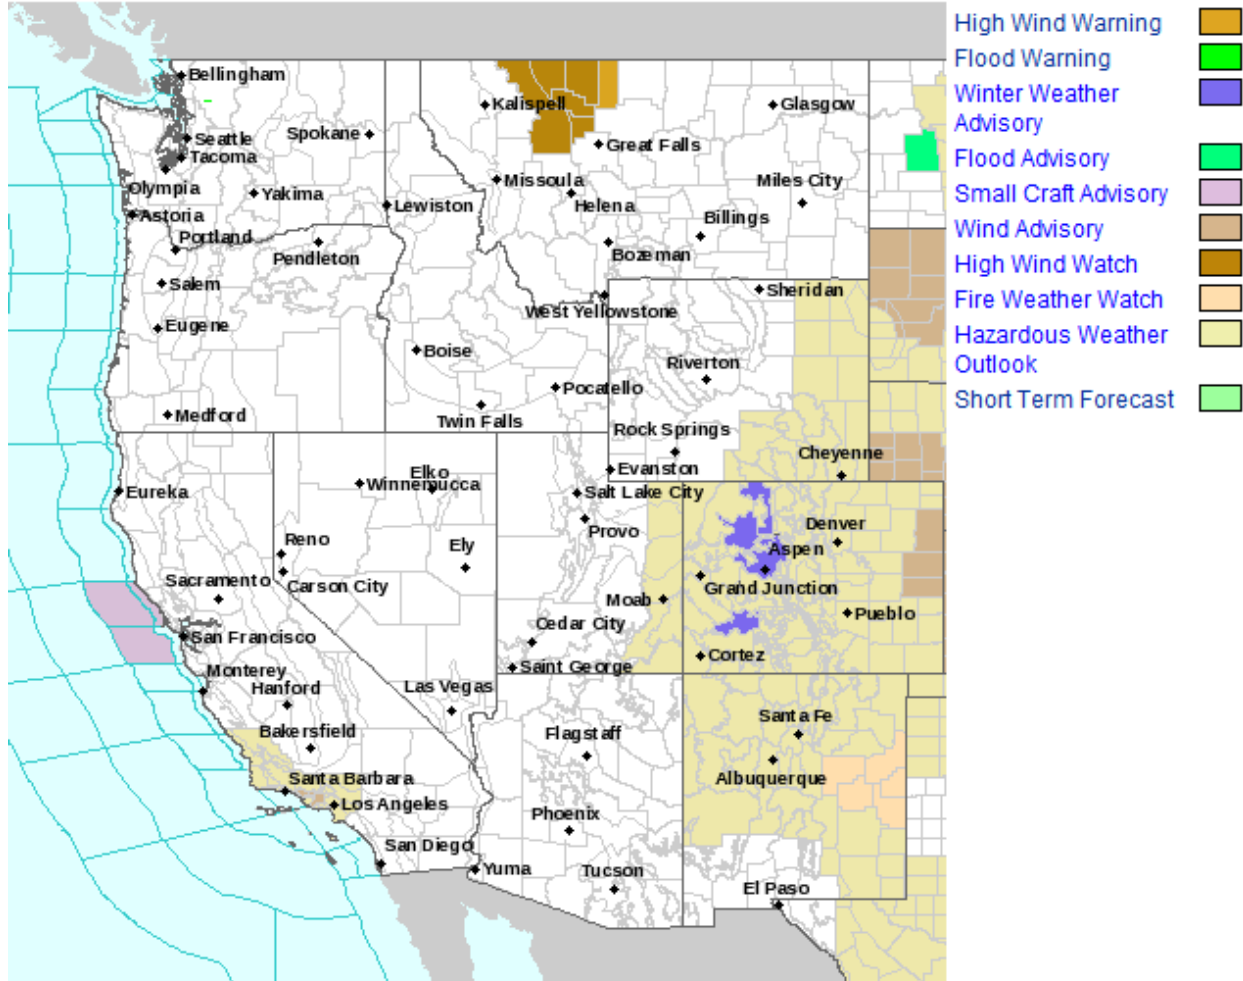 High Wind Warning
Flood Warning
Winter Weather
Advisory
Flood Advisory
Small Craft Advisory
Wind Advisory
High Wind Watch
Fire Weather Watch
Hazardous Weather
Outlook
Short Term Forecast
Bellingham
Kalispell
Glasgow
Seattle
Spokane
Tacoma
Great Falls
Olympia
Yakima
Missoula
Miles City
Astoria
Lewiston
Helena
Billings
Portland
Pendleton
Bozeman
Salem
Sheridan
West Yellowstone
Eugene
Boise
Riverton
Pocatello
Medford
Twin Falls
Rock Springs
Cheyenne
Elko
Evanston
Eureka
Winnemucca
Salt Lake City
Provo
Denver
Reno
Ely
Aspen
Sacramento
Carson City
Grand Junction
Moab
Pueblo
San Francisco
Cedar City
Cortez
Monterey
Saint George
Hanford
Las Vegas
Santa Fe
Bakersfield
Flagstaff
Santa Barbara
Albuquerque
Los Angeles
Phoenix
San Diego
Yuma
Tucson
El Paso